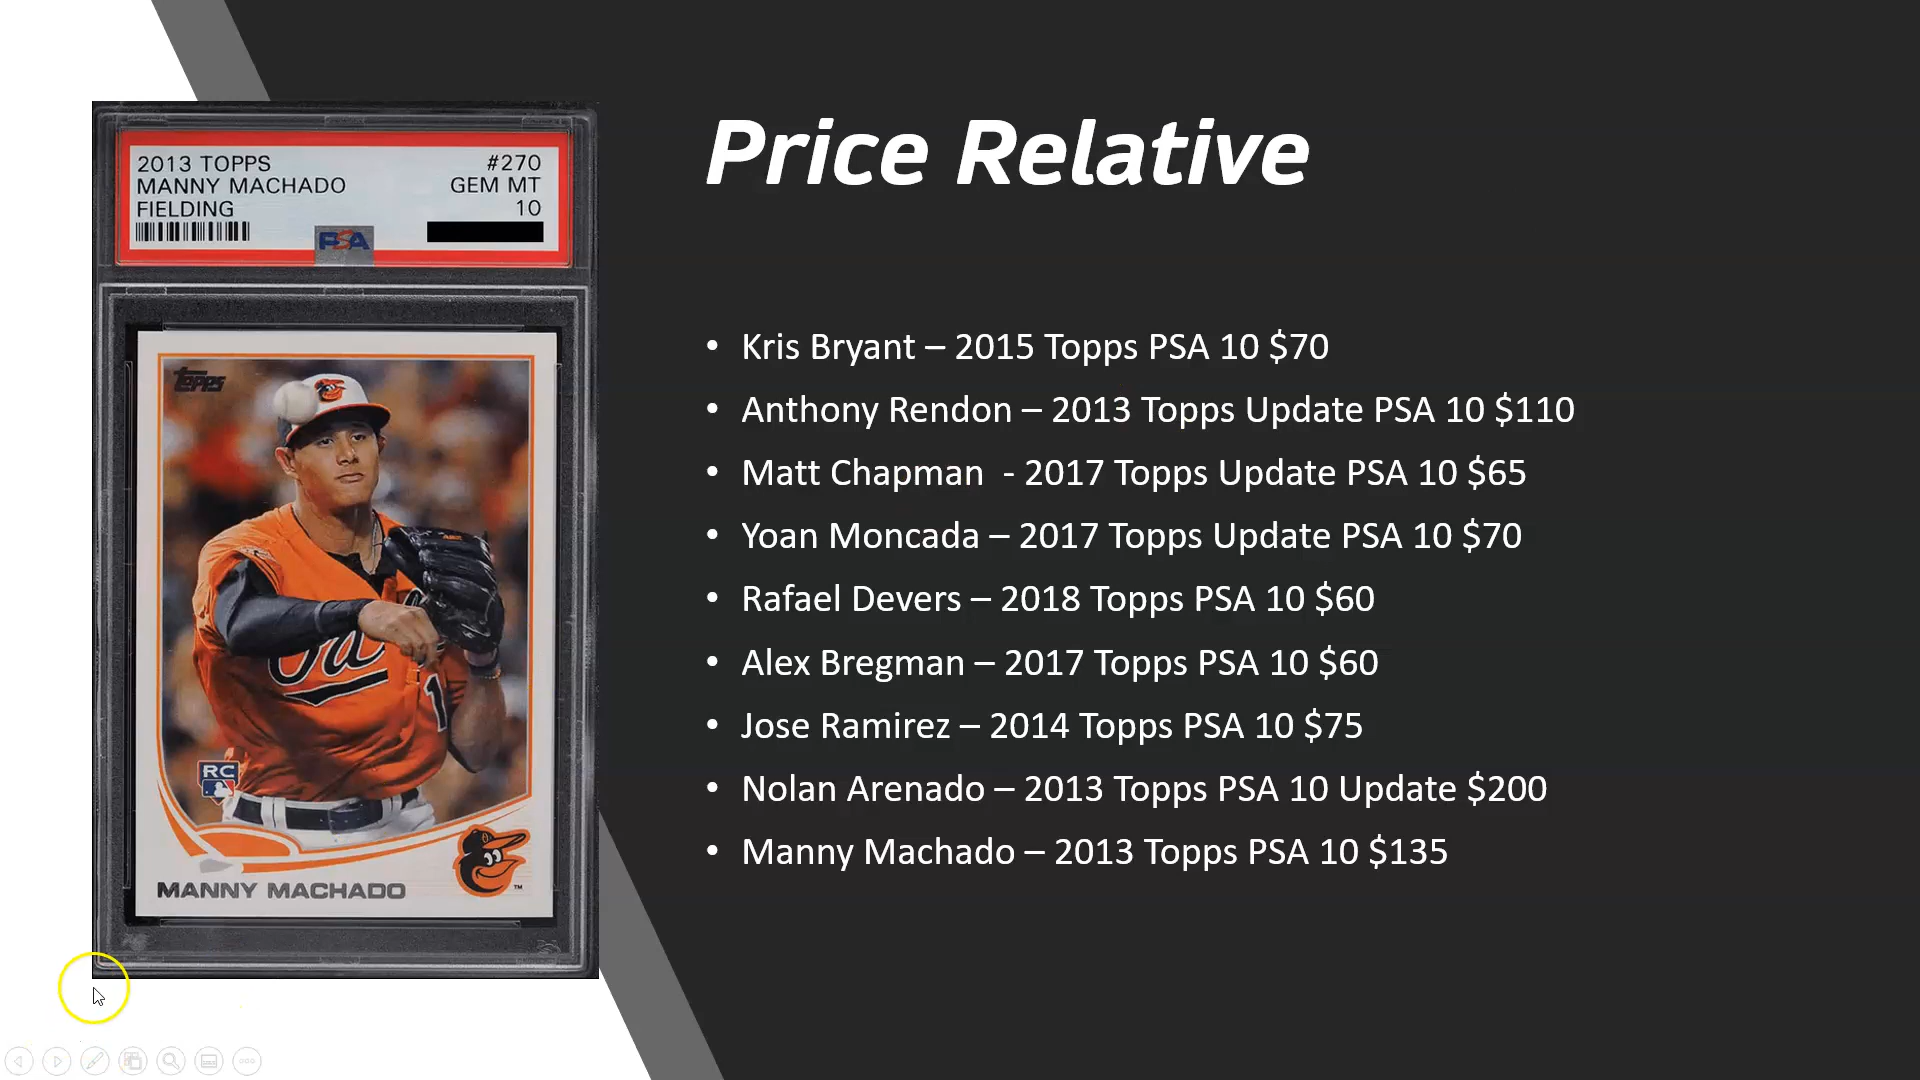 2013 TOPPS #270
MANNY MACHADO GEM MT
FIELDING 10
PSA
topps
RC
MANNY MACHADO
TM
Price Relative
• Kris Bryant – 2015 Topps PSA 10 $70
• Anthony Rendon – 2013 Topps Update PSA 10 $110
• Matt Chapman  - 2017 Topps Update PSA 10 $65
• Yoan Moncada – 2017 Topps Update PSA 10 $70
• Rafael Devers – 2018 Topps PSA 10 $60
• Alex Bregman – 2017 Topps PSA 10 $60
• Jose Ramirez – 2014 Topps PSA 10 $75
• Nolan Arenado – 2013 Topps PSA 10 Update $200
• Manny Machado – 2013 Topps PSA 10 $135